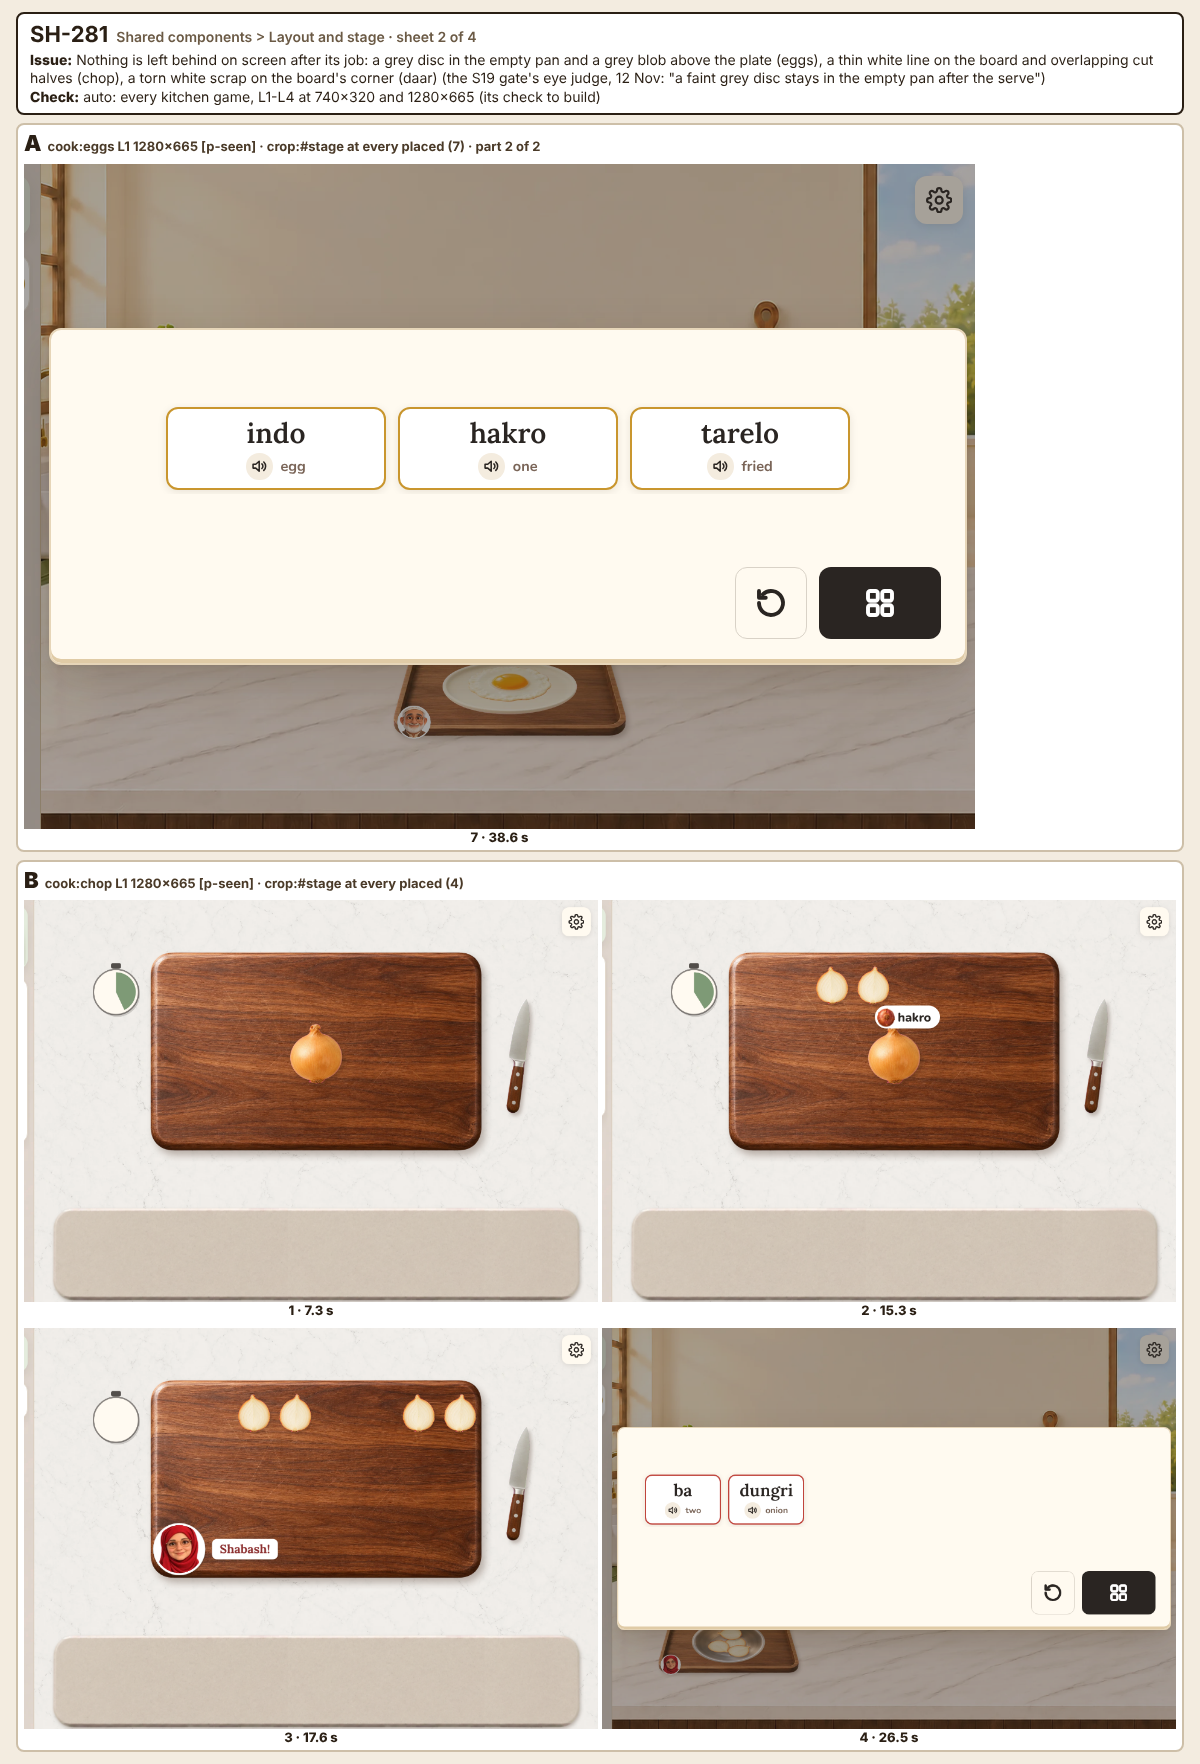 SH-281 Shared components > Layout and stage · sheet 2 of 4
Issue: Nothing is left behind on screen after its job: a grey disc in the empty pan and a grey blob above the plate (eggs), a thin white line on the board and overlapping cut
halves (chop), a torn white scrap on the board's corner (daar) (the S19 gate's eye judge, 12 Nov: "a faint grey disc stays in the empty pan after the serve")
Check: auto: every kitchen game, L1-L4 at 740×320 and 1280×665 (its check to build)
A cook:eggs L1 1280×665 [p-seen] · crop:#stage at every placed (7) · part 2 of 2
indo hakro tarelo
egg one fried
7 · 38.6 s
B cook:chop L1 1280×665 [p-seen] · crop:#stage at every placed (4)
hakro
1 · 7.3 s
2 · 15.3 s
Shabash!
ba dungri
two onion
3 · 17.6 s
4 · 26.5 s